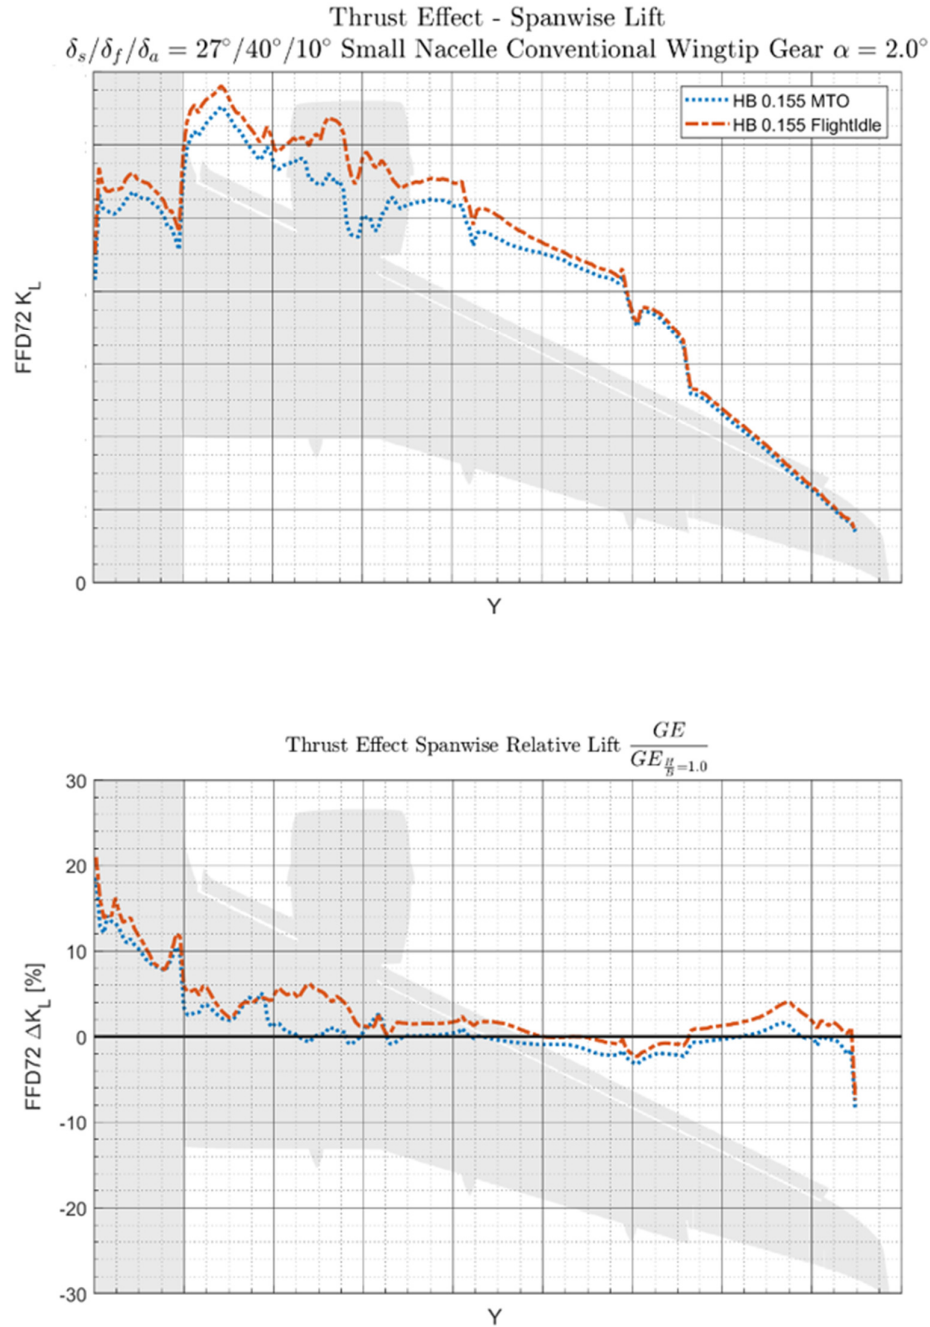 Thrust Effect - Spanwise Lift
δs/δf/δa = 27°/40°/10° Small Nacelle Conventional Wingtip Gear α = 2.0°
HB 0.155 MTO
HB 0.155 FlightIdle
FFD72 KL
0
Y
Thrust Effect Spanwise Relative Lift GE
GE H/B=1.0
30
20
10
0
-10
-20
-30
FFD72 ΔKL [%]
Y